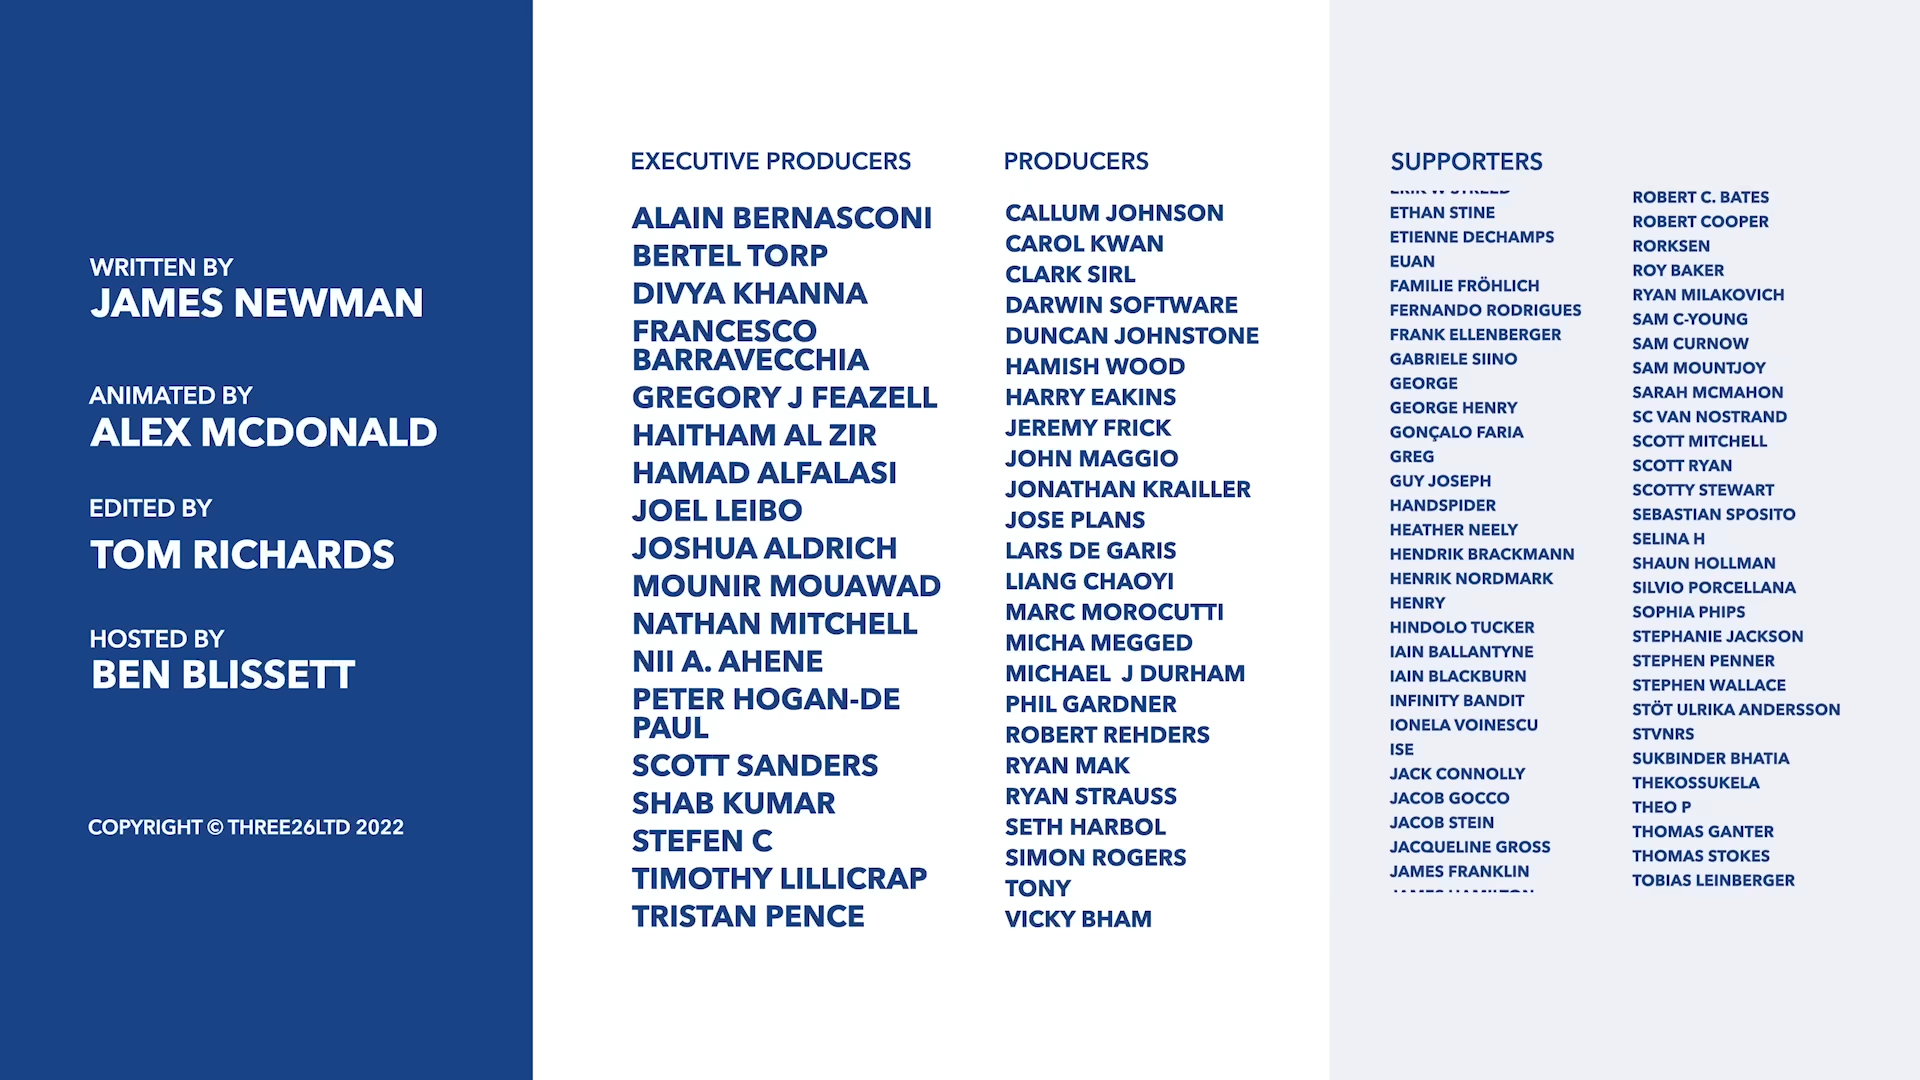 WRITTEN BY
JAMES NEWMAN
ANIMATED BY
ALEX MCDONALD
EDITED BY
TOM RICHARDS
HOSTED BY
BEN BLISSETT
COPYRIGHT © THREE26LTD 2022
EXECUTIVE PRODUCERS
ALAIN BERNASCONI
BERTEL TORP
DIVYA KHANNA
FRANCESCO
BARRAVECCHIA
GREGORY J FEAZELL
HAITHAM AL ZIR
HAMAD ALFALASI
JOEL LEIBO
JOSHUA ALDRICH
MOUNIR MOUAWAD
NATHAN MITCHELL
NII A. AHENE
PETER HOGAN-DE
PAUL
SCOTT SANDERS
SHAB KUMAR
STEFEN C
TIMOTHY LILLICRAP
TRISTAN PENCE
PRODUCERS
CALLUM JOHNSON
CAROL KWAN
CLARK SIRL
DARWIN SOFTWARE
DUNCAN JOHNSTONE
HAMISH WOOD
HARRY EAKINS
JEREMY FRICK
JOHN MAGGIO
JONATHAN KRAILLER
JOSE PLANS
LARS DE GARIS
LIANG CHAOYI
MARC MOROCUTTI
MICHA MEGGED
MICHAEL  J DURHAM
PHIL GARDNER
ROBERT REHDERS
RYAN MAK
RYAN STRAUSS
SETH HARBOL
SIMON ROGERS
TONY
VICKY BHAM
SUPPORTERS
ETHAN STINE
ETIENNE DECHAMPS
EUAN
FAMILIE FRÖHLICH
FERNANDO RODRIGUES
FRANK ELLENBERGER
GABRIELE SIINO
GEORGE
GEORGE HENRY
GONÇALO FARIA
GREG
GUY JOSEPH
HANDSPIDER
HEATHER NEELY
HENDRIK BRACKMANN
HENRIK NORDMARK
HENRY
HINDOLO TUCKER
IAIN BALLANTYNE
IAIN BLACKBURN
INFINITY BANDIT
IONELA VOINESCU
ISE
JACK CONNOLLY
JACOB GOCCO
JACOB STEIN
JACQUELINE GROSS
JAMES FRANKLIN
ROBERT C. BATES
ROBERT COOPER
RORKSEN
ROY BAKER
RYAN MILAKOVICH
SAM C-YOUNG
SAM CURNOW
SAM MOUNTJOY
SARAH MCMAHON
SC VAN NOSTRAND
SCOTT MITCHELL
SCOTT RYAN
SCOTTY STEWART
SEBASTIAN SPOSITO
SELINA H
SHAUN HOLLMAN
SILVIO PORCELLANA
SOPHIA PHIPS
STEPHANIE JACKSON
STEPHEN PENNER
STEPHEN WALLACE
STÖT ULRIKA ANDERSSON
STVNRS
SUKBINDER BHATIA
THEKOSSUKELA
THEO P
THOMAS GANTER
THOMAS STOKES
TOBIAS LEINBERGER